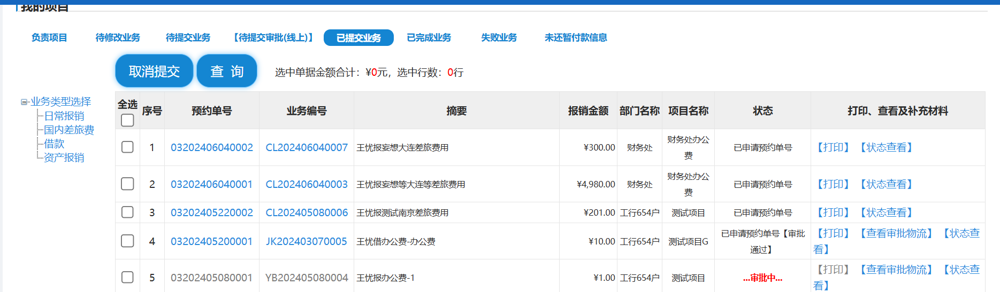 我的项目
负责项目 待修改业务 待提交业务 【待提交审批(线上)】 已提交业务 已完成业务 失败业务 未还暂付款信息
取消提交 查 询 选中单据金额合计：¥0元，选中行数：0行
业务类型选择
日常报销
国内差旅费
借款
资产报销
全选 序号 预约单号 业务编号 摘要 报销金额 部门名称 项目名称 状态 打印、查看及补充材料
1 03202406040002 CL202406040007 王忧报妄想大连差旅费用 ¥300.00 财务处 财务处办公费 已申请预约单号 【打印】 【状态查看】
2 03202406040001 CL202406040003 王忧报妄想等大连等差旅费用 ¥4,980.00 财务处 财务处办公费 已申请预约单号 【打印】 【状态查看】
3 03202405220002 CL202405080006 王忧报测试南京差旅费用 ¥201.00 工行654户 测试项目 已申请预约单号 【打印】 【状态查看】
4 03202405200001 JK202403070005 王忧借办公费-办公费 ¥10.00 工行654户 测试项目G 已申请预约单号【审批通过】 【打印】 【查看审批物流】 【状态查看】
5 03202405080001 YB202405080004 王忧报办公费-1 ¥1.00 工行654户 测试项目 ...审批中... 【打印】 【查看审批物流】 【状态查看】